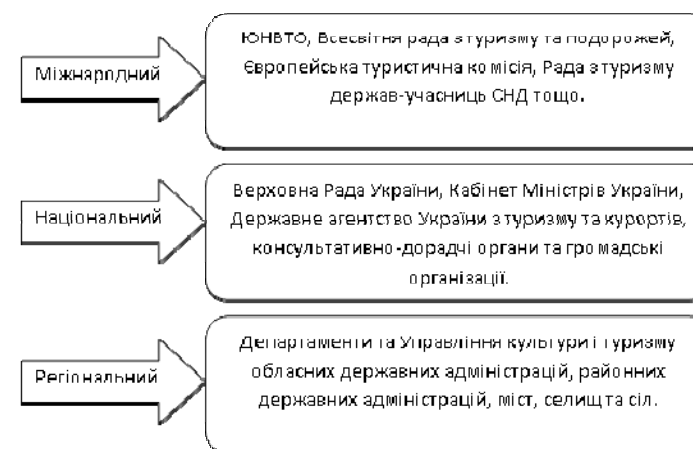 Міжнародний
ЮНВТО, Всесвітня рада з туризму та подорожей,
Європейська туристична комісія, Рада з туризму
держав-учасниць СНД тощо.
Національний
Верховна Рада України, Кабінет Міністрів України,
Державне агентство України з туризму та курортів,
консультативно-дорадчі органи та громадські
організації.
Регіональний
Департаменти та Управління культури і туризму
обласних державних адміністрацій, районних
державних адміністрацій, міст, селищ та сіл.